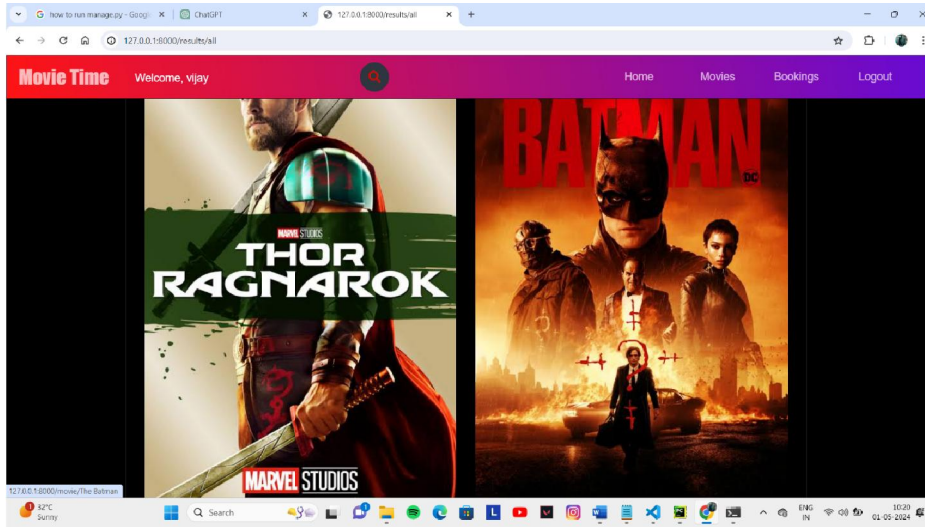 how to run manage.py - Googl
ChatGPT
127.0.0.1:8000/results/all
127.0.0.1:8000/results/all
Movie Time
Welcome, vijay
Home
Movies
Bookings
Logout
BATMAN
DC
MARVEL STUDIOS
THOR
RAGNAROK
MARVEL STUDIOS
127.0.0.1:8000/movie/The Batman
1
32°C
Sunny
Search
ENG
IN
10:20
01-05-2024